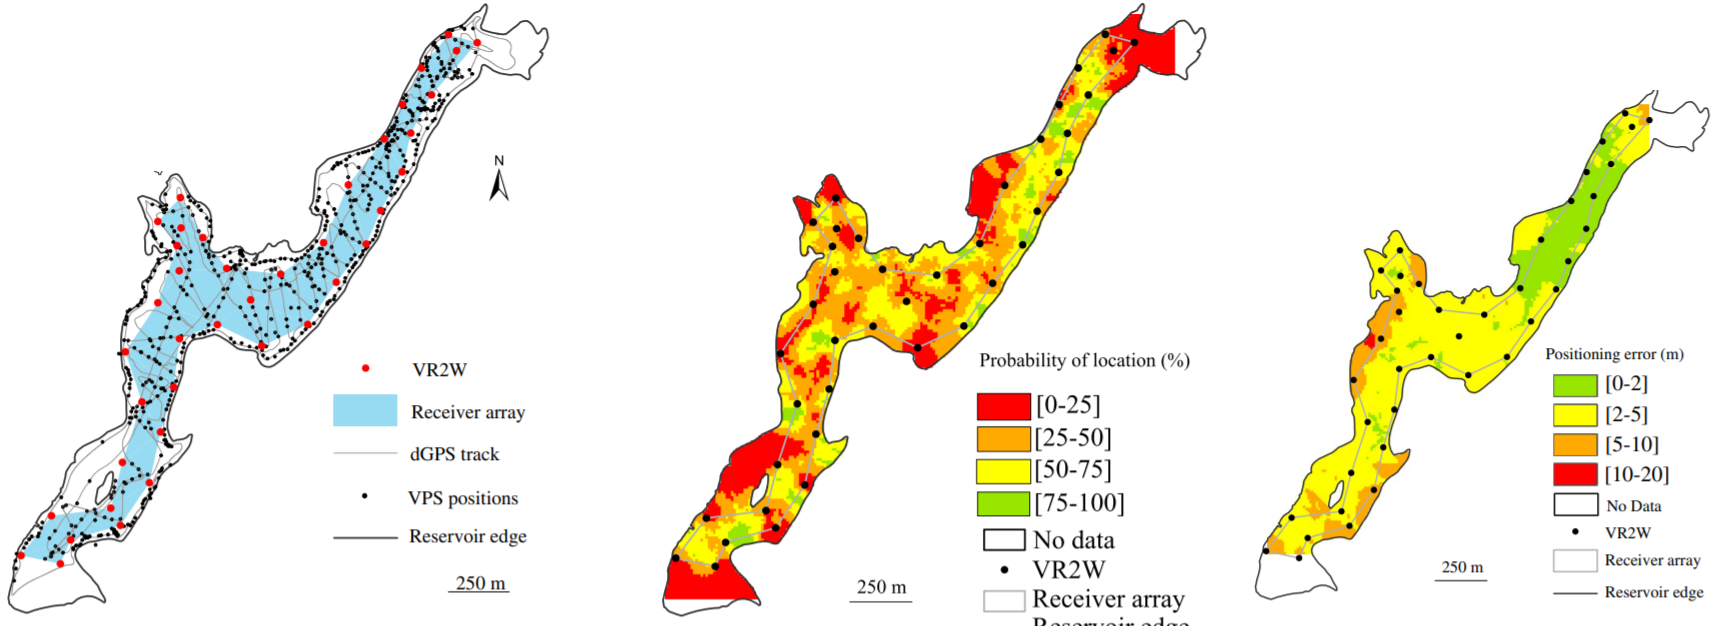 N
VR2W
Receiver array
dGPS track
VPS positions
Reservoir edge
250 m
Probability of location (%)
[0-25]
[25-50]
[50-75]
[75-100]
No data
VR2W
Receiver array
Reservoir edge
250 m
Positioning error (m)
[0-2]
[2-5]
[5-10]
[10-20]
No Data
VR2W
Receiver array
Reservoir edge
250 m